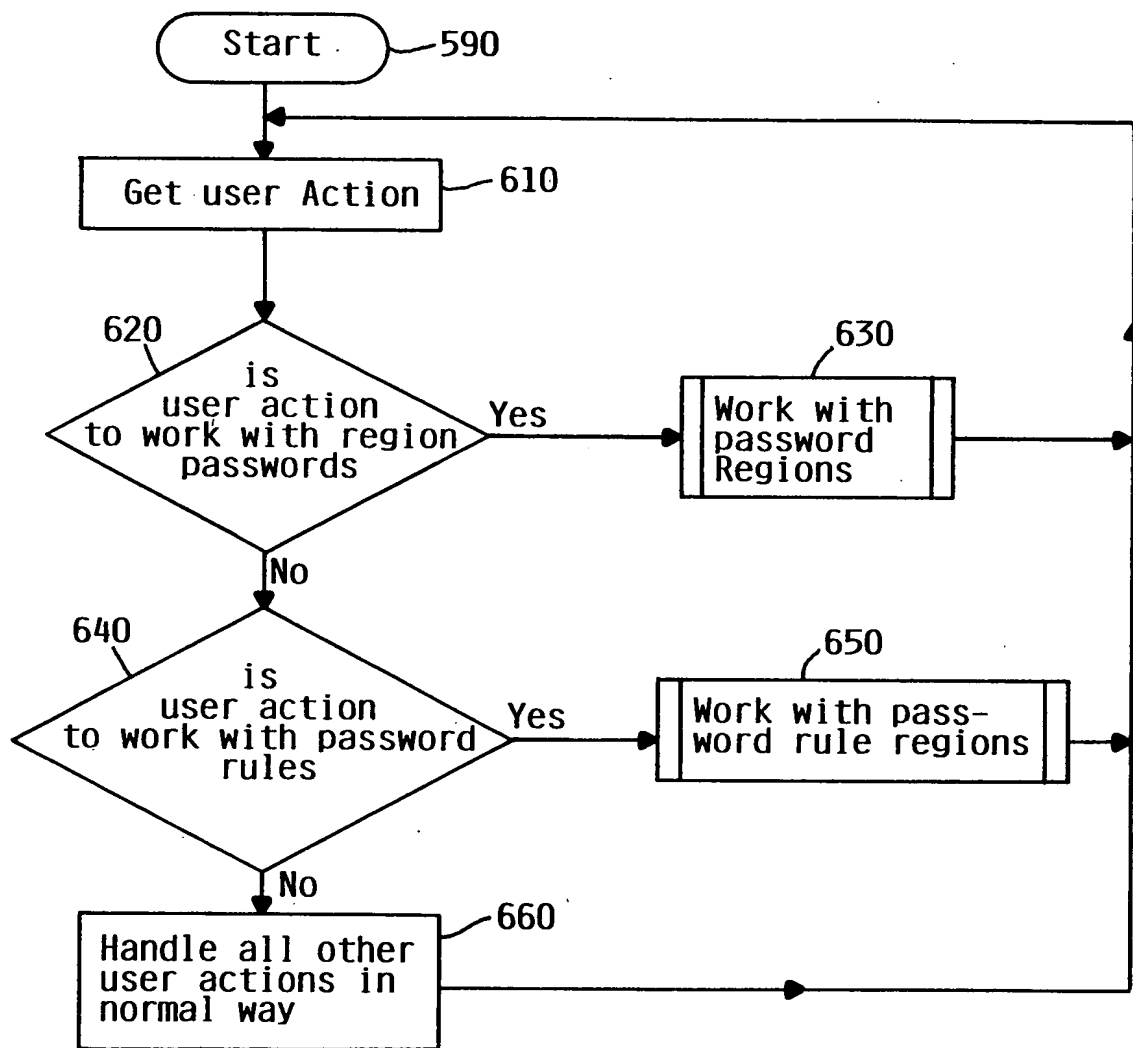 Start
590
Get user Action
610
620
is
user action
to work with region
passwords
Yes
630
Work with
password
Regions
No
640
is
user action
to work with password
rules
Yes
650
Work with pass-
word rule regions
No
660
Handle all other
user actions in
normal way